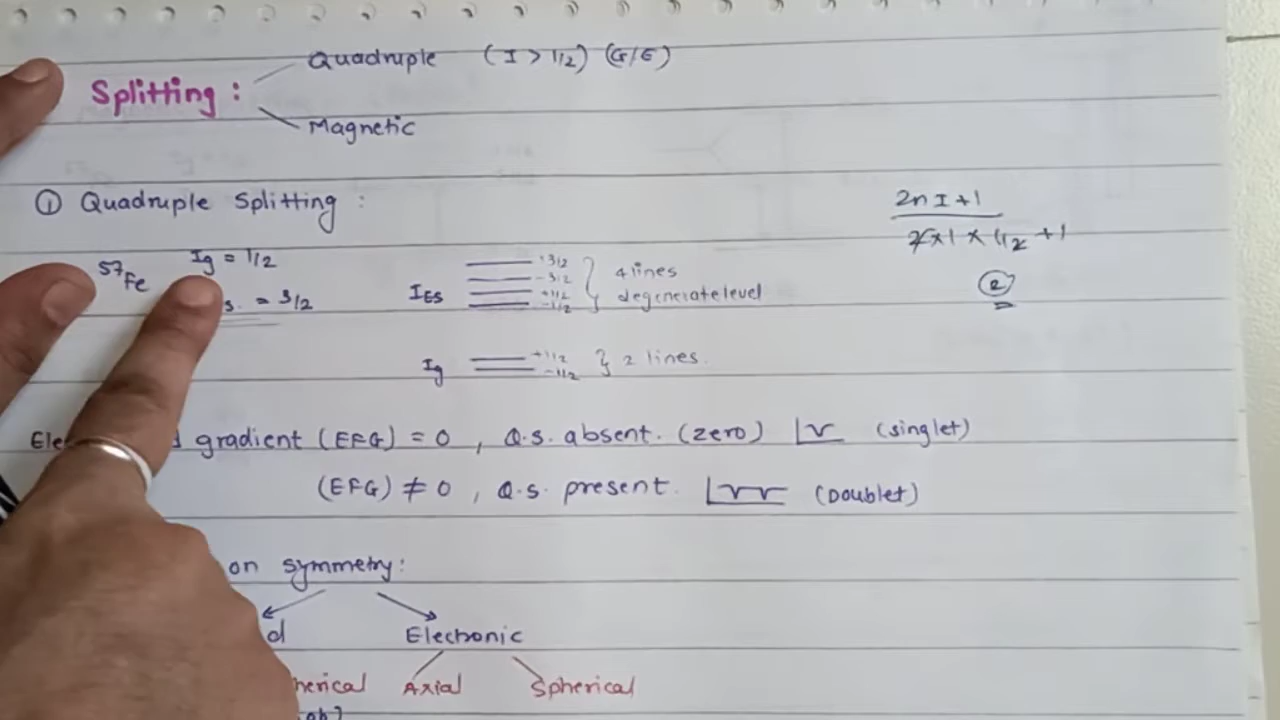 Quadruple (I > 1/2) (G/E)
Splitting :
Magnetic
① Quadruple Splitting :
2nI+1
2×1×1/2+1
②
57Fe Ig = 1/2
s. = 3/2
IES
+3/2
-3/2
+1/2
-1/2
4 lines
degenerate level
Ig
+1/2
-1/2
2 lines.
gradient (EFG) = 0 , Q.S. absent. (zero) (singlet)
(EFG) ≠ 0 , Q.S. present. (Doublet)
on symmetry:
d Electronic
herical Axial Spherical